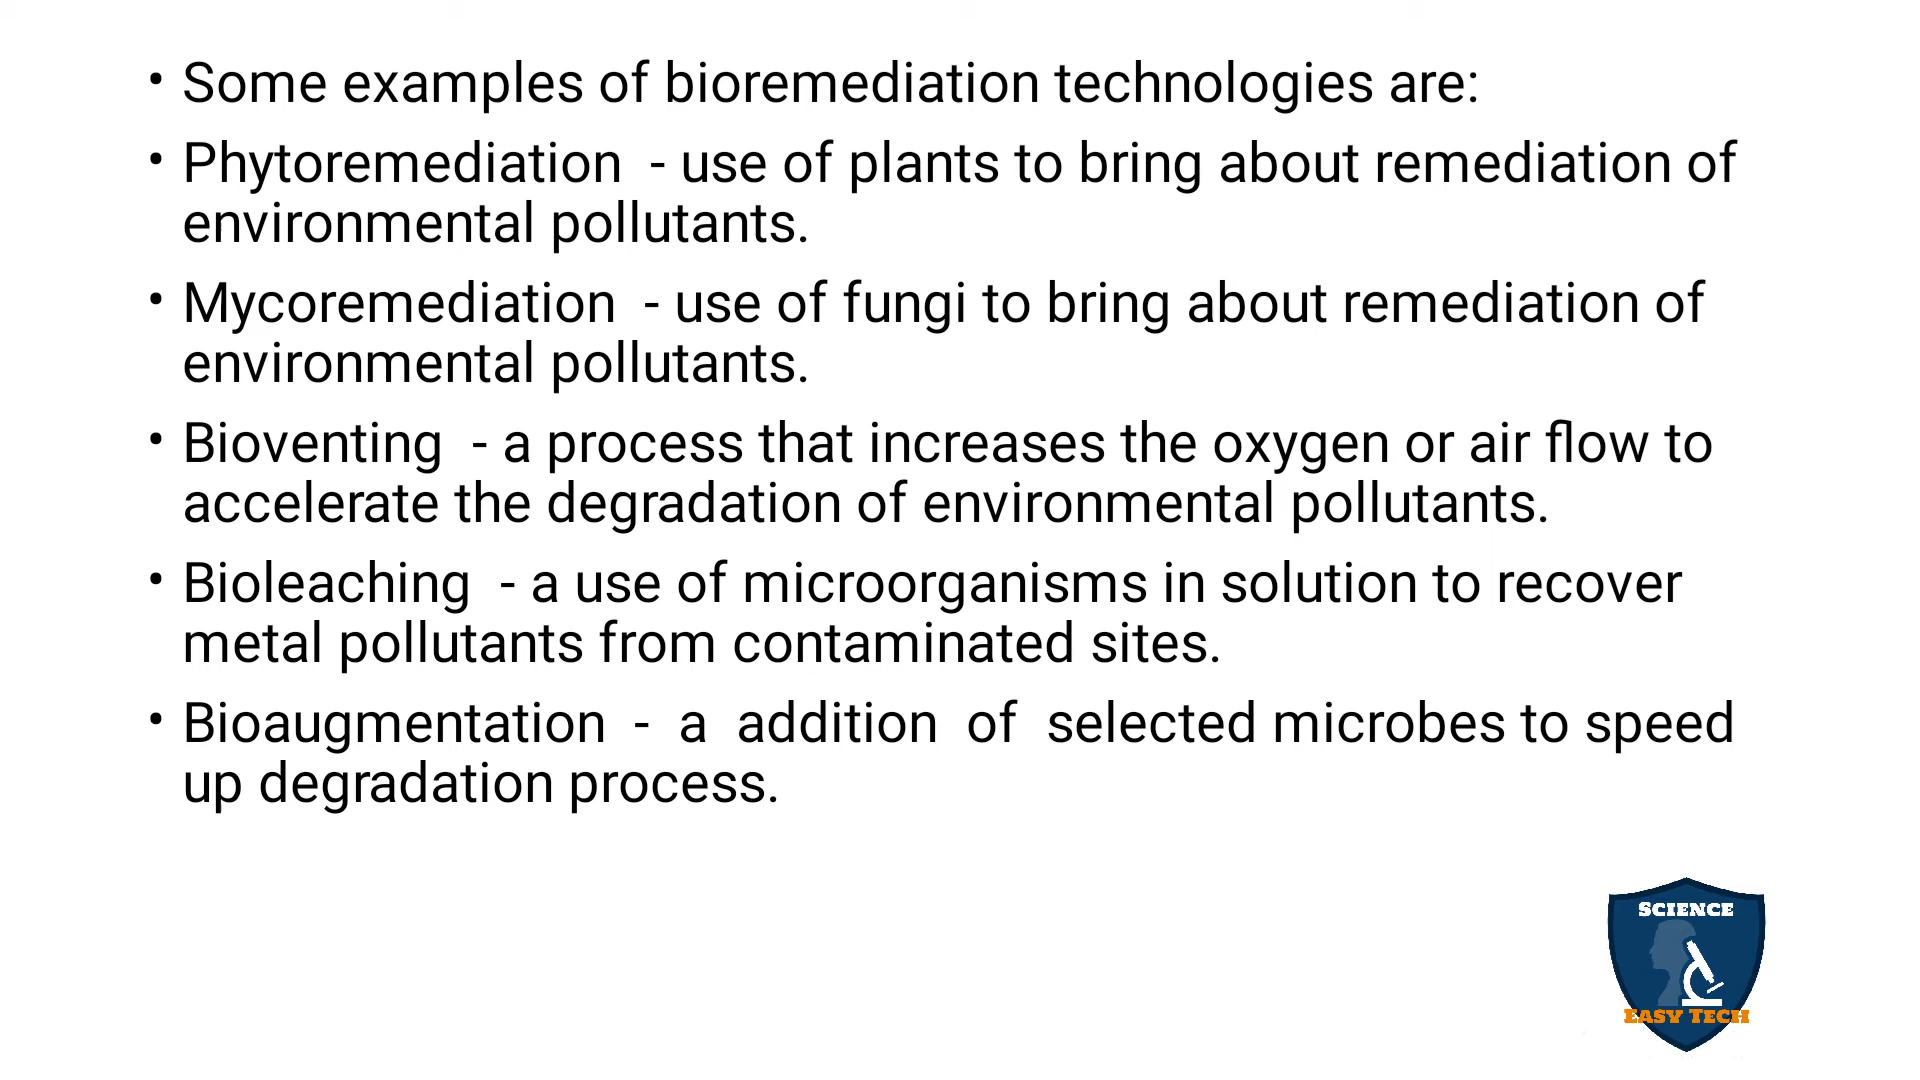 • Some examples of bioremediation technologies are:
• Phytoremediation  - use of plants to bring about remediation of
environmental pollutants.
• Mycoremediation  - use of fungi to bring about remediation of
environmental pollutants.
• Bioventing  - a process that increases the oxygen or air flow to
accelerate the degradation of environmental pollutants.
• Bioleaching  - a use of microorganisms in solution to recover
metal pollutants from contaminated sites.
• Bioaugmentation  -  a  addition  of  selected microbes to speed
up degradation process.
SCIENCE
EASY TECH